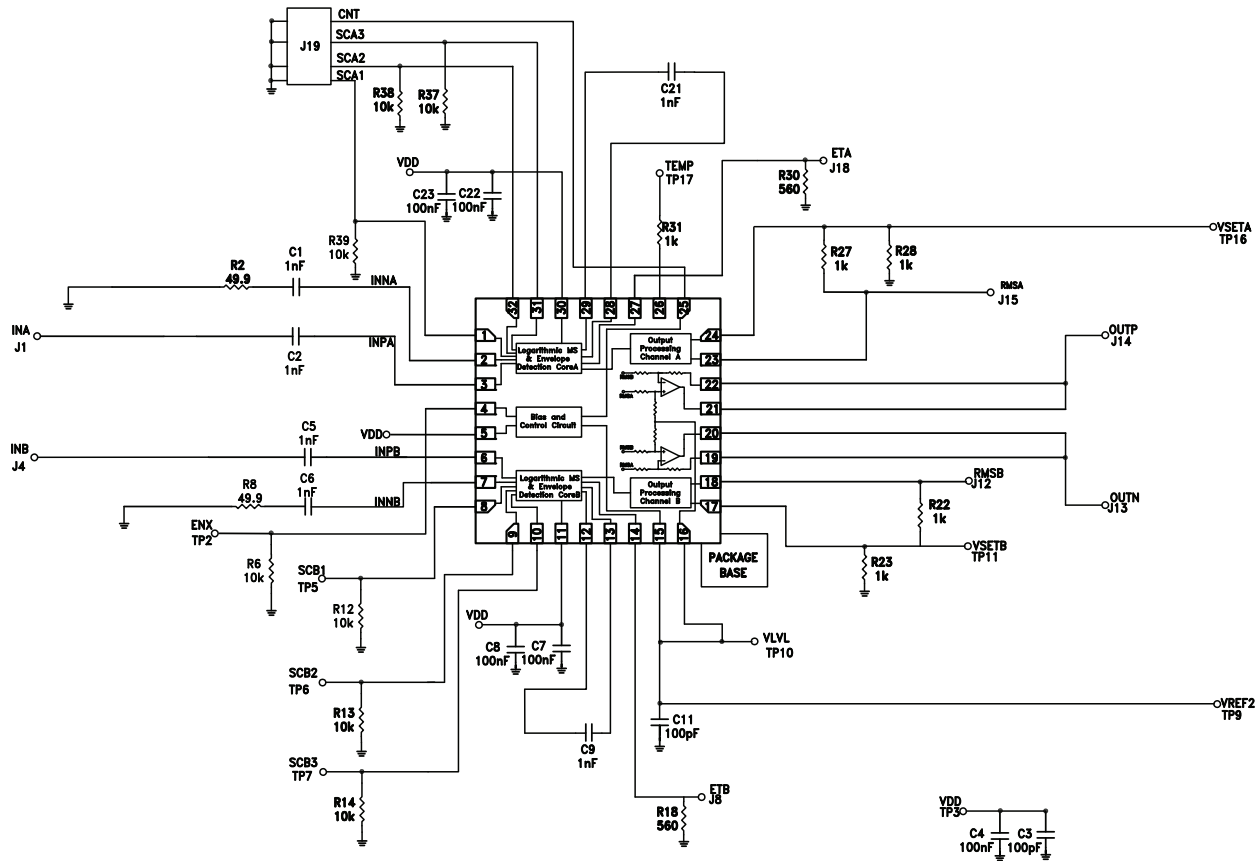 CNT
J19
SCA3
SCA2
SCA1
R38
10k
R37
10k
C21
1nF
VDD
C23
100nF
C22
100nF
TEMP
TP17
ETA
J18
R30
560
R31
1k
R39
10k
VSETA
TP16
R27
1k
R28
1k
RMSA
J15
R2
49.9
C1
1nF
INNA
INA
J1
C2
1nF
INPA
32
31
30
29
28
27
26
25
1
2
3
4
5
6
7
8
Logarithmic MS
& Envelope
Detection CoreA
Output
Processing
Channel A
Bias and
Control Circuit
Logarithmic MS
& Envelope
Detection CoreB
Output
Processing
Channel B
RMSB
RMSA
RMSB
RMSA
24
23
22
21
20
19
18
17
9
10
11
12
13
14
15
16
OUTP
J14
VDD
INB
J4
C5
1nF
INPB
R8
49.9
C6
1nF
INNB
ENX
TP2
R6
10k
RMSB
J12
OUTN
J13
R22
1k
VSETB
TP11
R23
1k
PACKAGE
BASE
SCB1
TP5
R12
10k
VDD
C8
100nF
C7
100nF
VLVL
TP10
SCB2
TP6
R13
10k
C9
1nF
C11
100pF
VREF2
TP9
SCB3
TP7
R14
10k
ETB
J8
R18
560
VDD
TP3
C4
100nF
C3
100pF